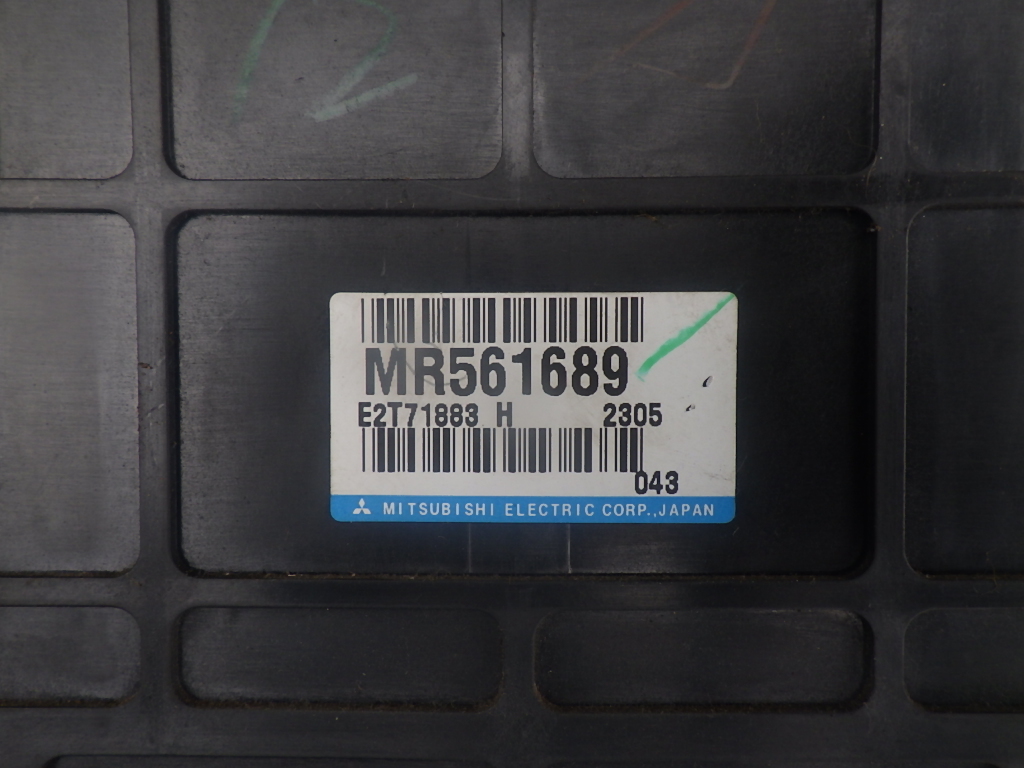 MR561689
E2T71883 H 2305
043
MITSUBISHI ELECTRIC CORP.,JAPAN